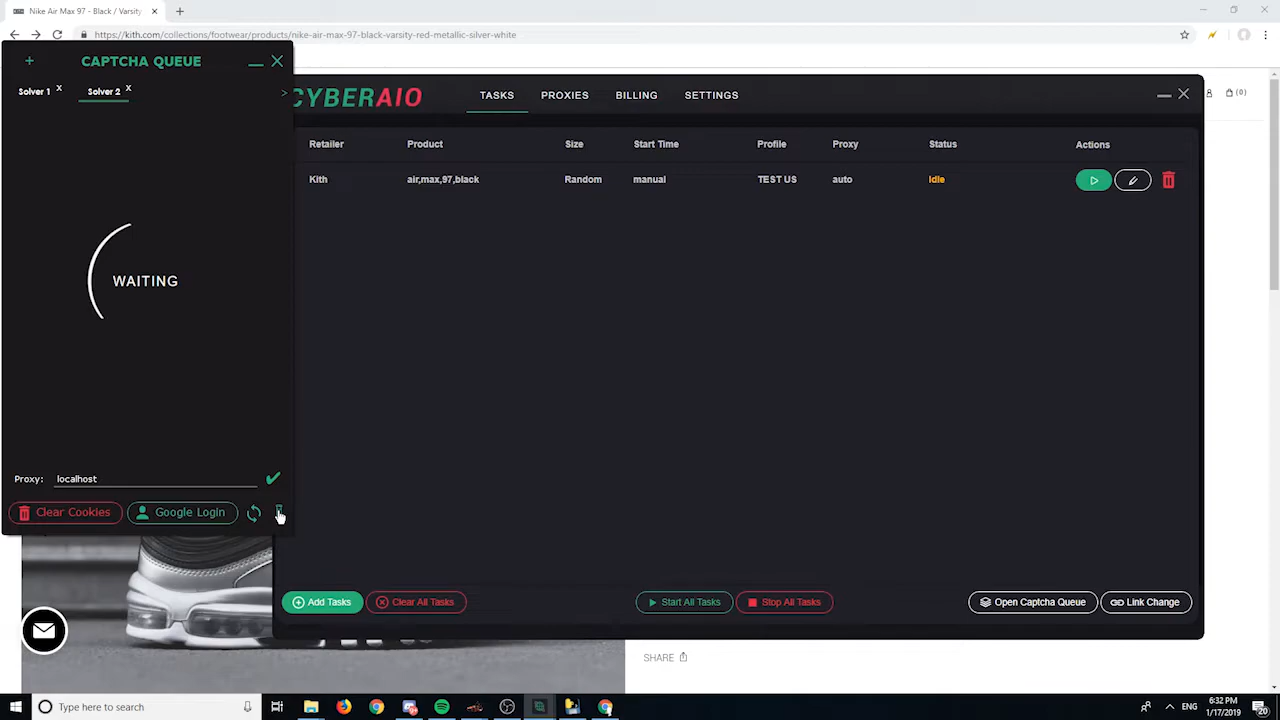 Nike Air Max 97 - Black / Varsity
https://kith.com/collections/footwear/products/nike-air-max-97-black-varsity-red-metallic-silver-white
(0)
CAPTCHA QUEUE
Solver 1 x
Solver 2 x
WAITING
Proxy: localhost
Clear Cookies
Google Login
CYBERAIO
TASKS PROXIES BILLING SETTINGS
Retailer Product Size Start Time Profile Proxy Status Actions
Kith air,max,97,black Random manual TEST US auto Idle
Add Tasks Clear All Tasks Start All Tasks Stop All Tasks Open Captcha Queue Link Change
SHARE
Type here to search
ENG
6:32 PM
1/17/2019
20